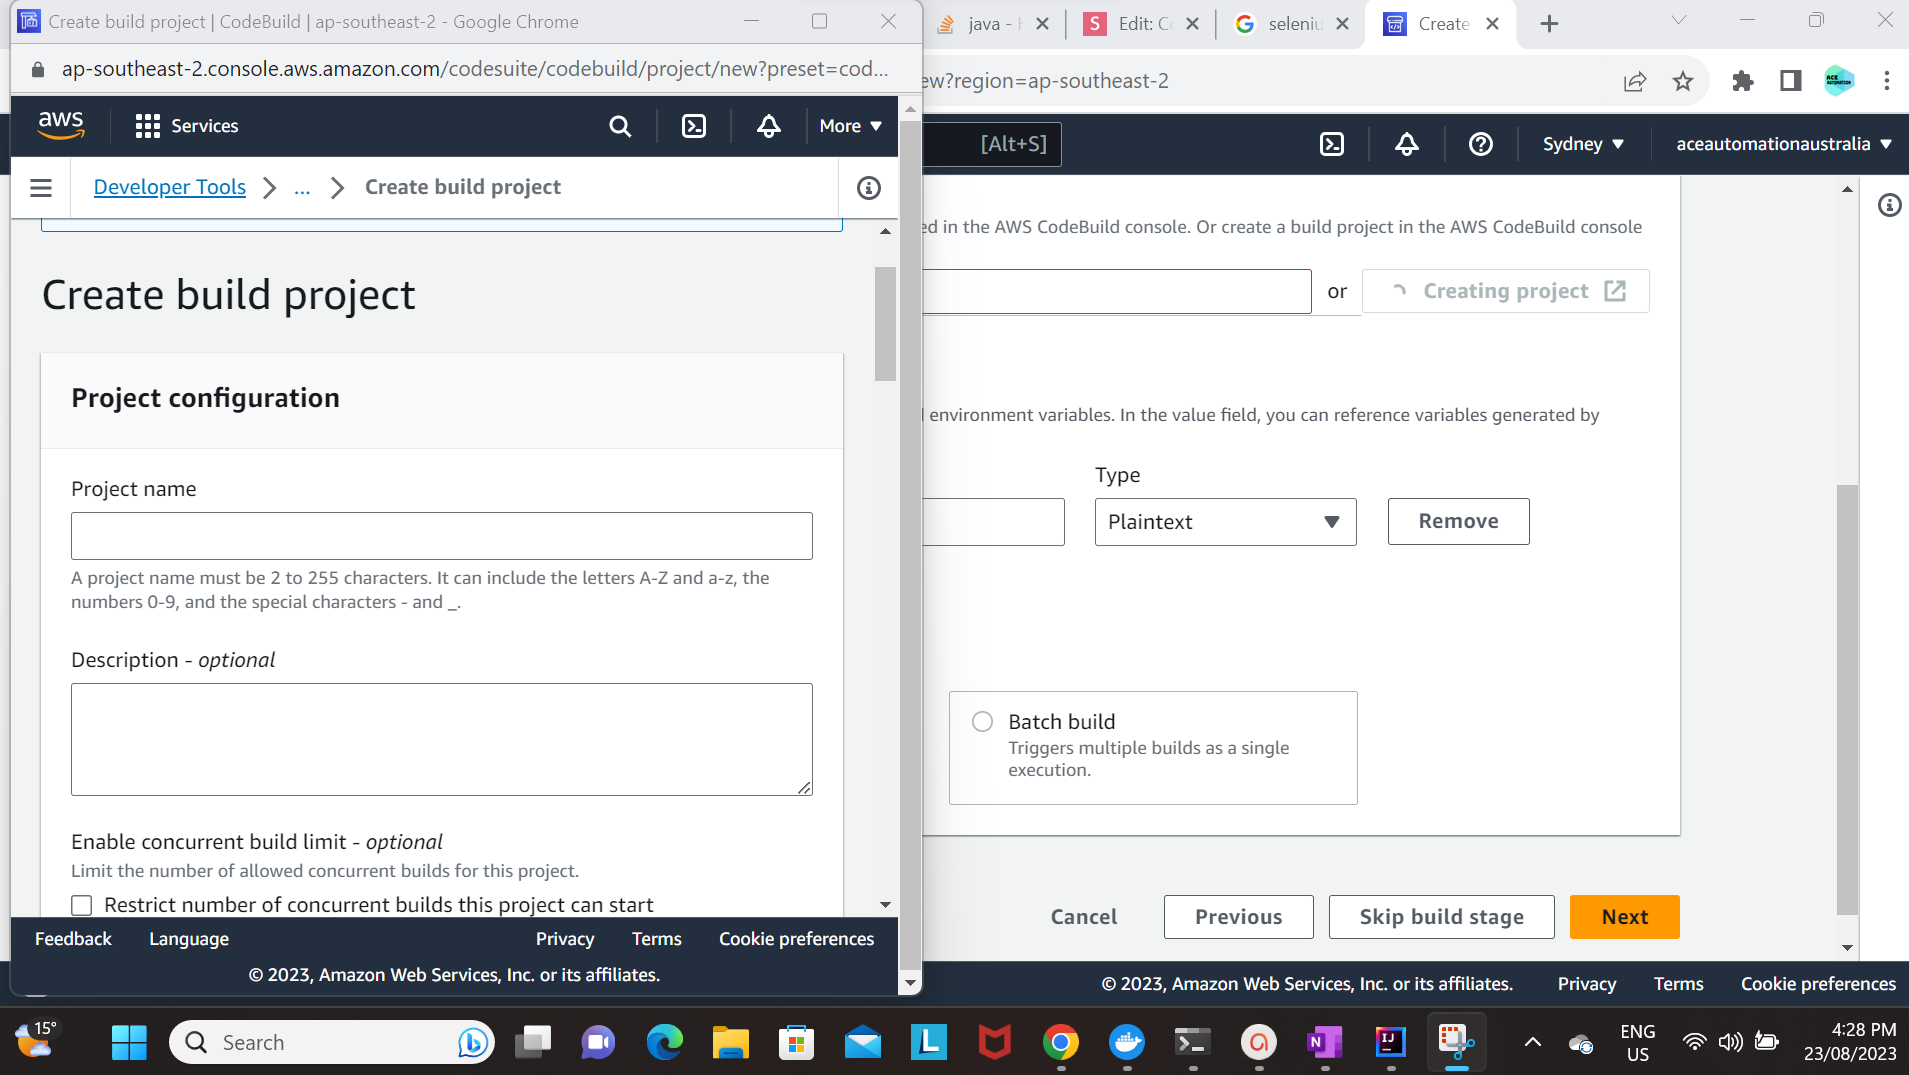 Create build project | CodeBuild | ap-southeast-2 - Google Chrome
ap-southeast-2.console.aws.amazon.com/codesuite/codebuild/project/new?preset=cod...
aws
Services
More
Developer Tools
...
Create build project
Create build project
Project configuration
Project name
A project name must be 2 to 255 characters. It can include the letters A-Z and a-z, the
numbers 0-9, and the special characters - and _.
Description - optional
Enable concurrent build limit - optional
Limit the number of allowed concurrent builds for this project.
Restrict number of concurrent builds this project can start
Feedback
Language
Privacy
Terms
Cookie preferences
© 2023, Amazon Web Services, Inc. or its affiliates.
java -
S
Edit: C
G
seleniu
Create
ew?region=ap-southeast-2
[Alt+S]
Sydney
aceautomationaustralia
ed in the AWS CodeBuild console. Or create a build project in the AWS CodeBuild console
or
Creating project
environment variables. In the value field, you can reference variables generated by
Type
Plaintext
Remove
Batch build
Triggers multiple builds as a single
execution.
Cancel
Previous
Skip build stage
Next
© 2023, Amazon Web Services, Inc. or its affiliates.
Privacy
Terms
Cookie preferences
15°
Search
L
N
IJ
ENG
US
4:28 PM
23/08/2023